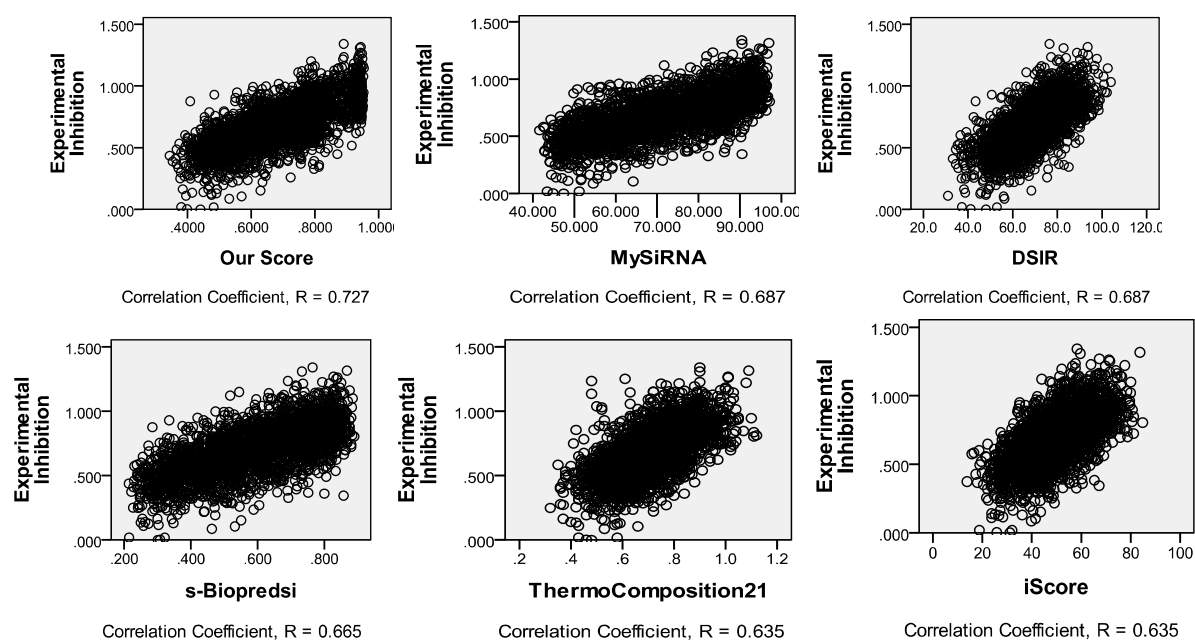 1.500
1.000
.500
.000
Experimental
Inhibition
.4000 .6000 .8000 1.000
Our Score
Correlation Coefficient, R = 0.727
1.500
1.000
.500
.000
Experimental
Inhibition
40.000 60.000 80.000 100.00
50.000 70.000 90.000
MySiRNA
Correlation Coefficient, R = 0.687
1.500
1.000
.500
.000
Experimental
Inhibition
20.0 40.0 60.0 80.0 100.0 120.0
DSIR
Correlation Coefficient, R = 0.687
1.500
1.000
.500
.000
Experimental
Inhibition
.200 .400 .600 .800
s-Biopredsi
Correlation Coefficient, R = 0.665
1.500
1.000
.500
.000
Experimental
Inhibition
.2 .4 .6 .8 1.0 1.2
ThermoComposition21
Correlation Coefficient, R = 0.635
1.500
1.000
.500
.000
Experimental
Inhibition
0 20 40 60 80 100
iScore
Correlation Coefficient, R = 0.635